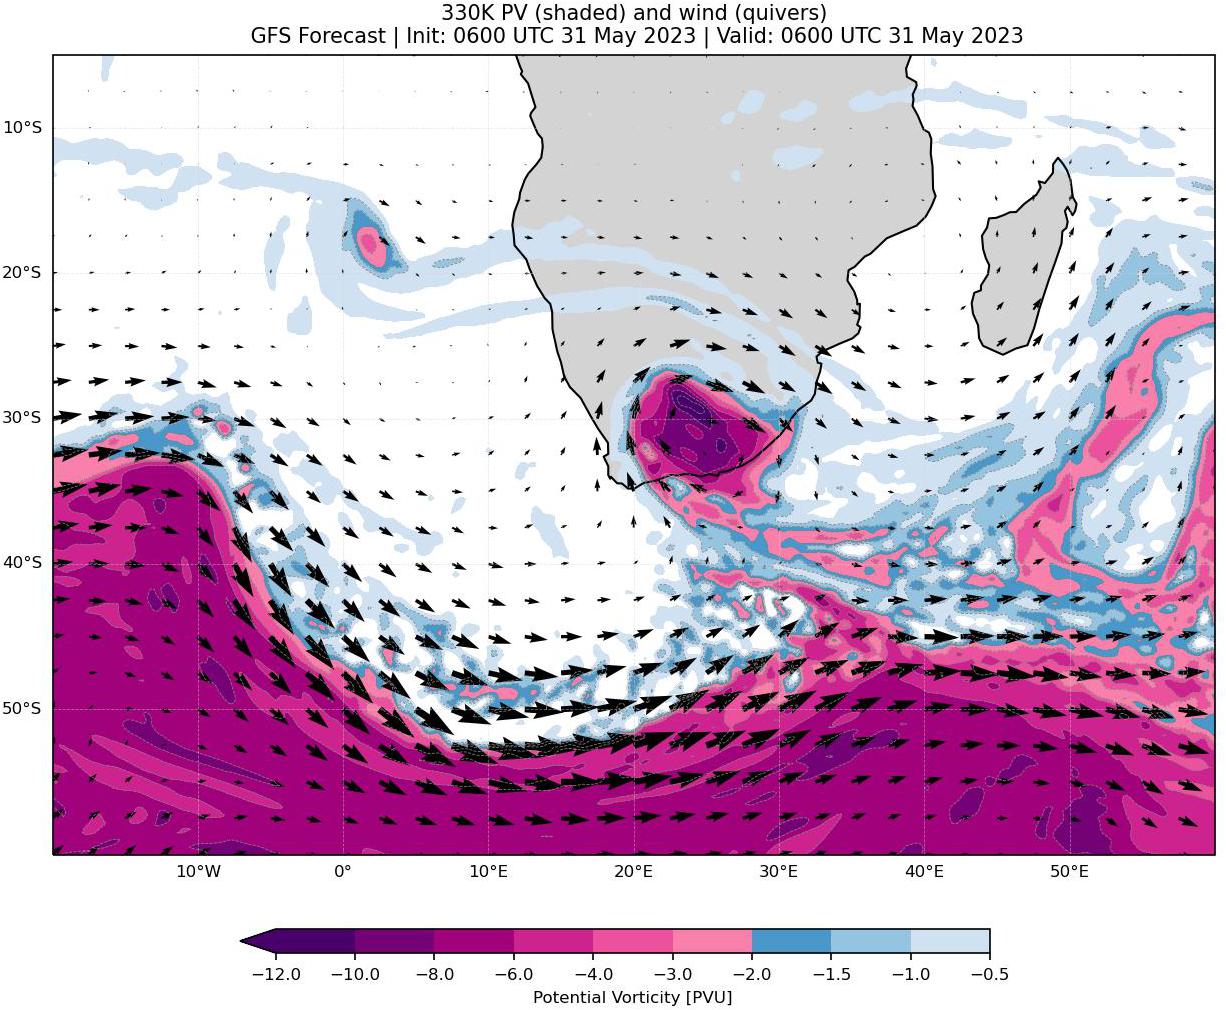 330K PV (shaded) and wind (quivers)
GFS Forecast | Init: 0600 UTC 31 May 2023 | Valid: 0600 UTC 31 May 2023
10°S
20°S
30°S
40°S
50°S
10°W 0° 10°E 20°E 30°E 40°E 50°E
−12.0 −10.0 −8.0 −6.0 −4.0 −3.0 −2.0 −1.5 −1.0 −0.5
Potential Vorticity [PVU]